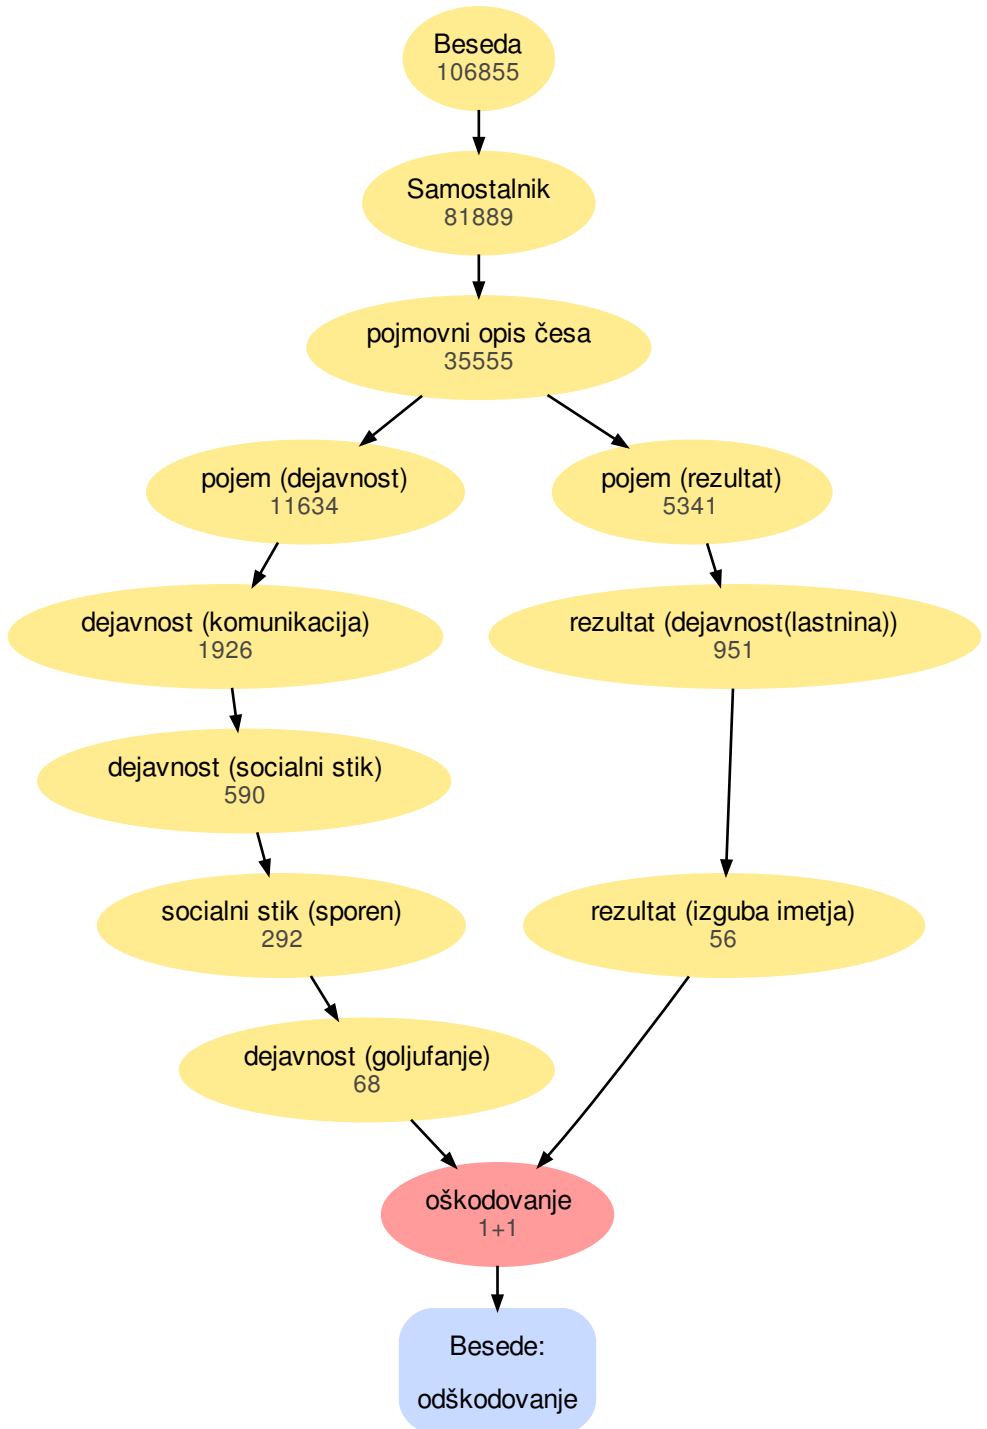 Beseda
106855
Samostalnik
81889
pojmovni opis česa
35555
pojem (dejavnost)
11634
pojem (rezultat)
5341
dejavnost (komunikacija)
1926
rezultat (dejavnost(lastnina))
951
dejavnost (socialni stik)
590
socialni stik (sporen)
292
rezultat (izguba imetja)
56
dejavnost (goljufanje)
68
oškodovanje
1+1
Besede:
odškodovanje